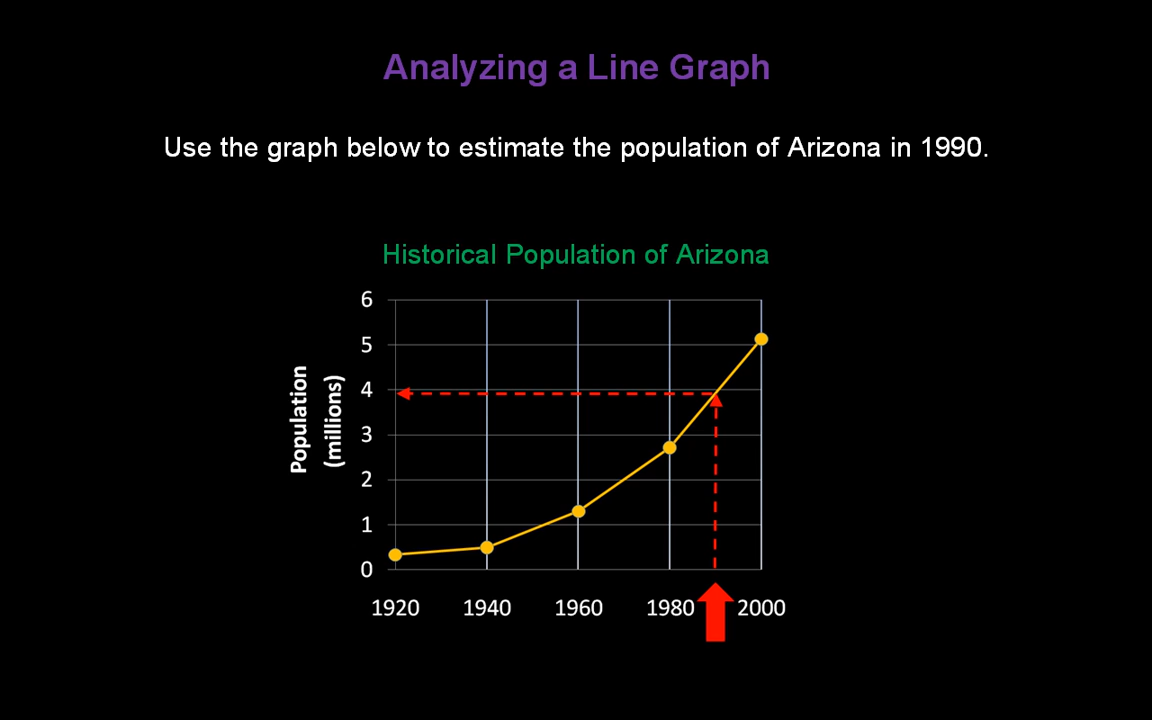 Analyzing a Line Graph
Use the graph below to estimate the population of Arizona in 1990.
Historical Population of Arizona
6
5
4
3
2
1
0
Population
(millions)
1920 1940 1960 1980 2000